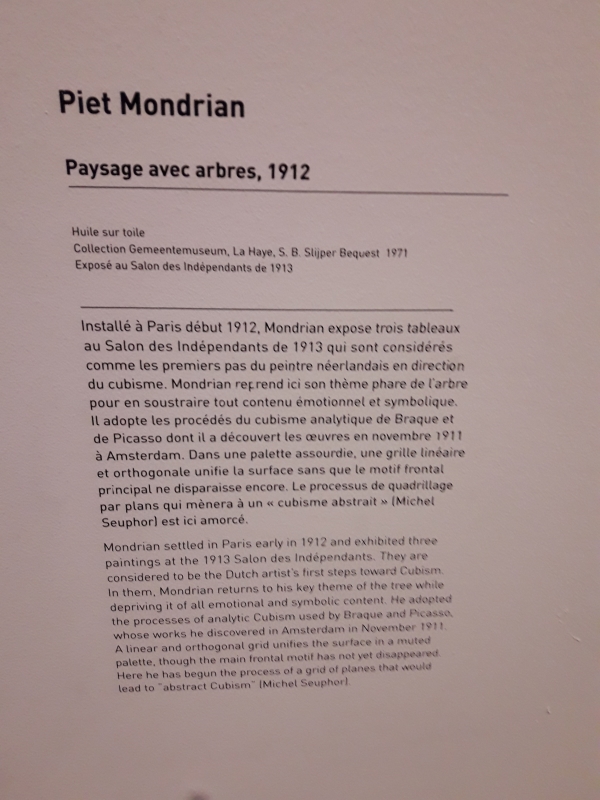 Piet Mondrian
Paysage avec arbres, 1912
Huile sur toile
Collection Gemeentemuseum, La Haye, S. B. Slijper Bequest 1971
Exposé au Salon des Indépendants de 1913
Installé à Paris début 1912, Mondrian expose trois tableaux
au Salon des Indépendants de 1913 qui sont considérés
comme les premiers pas du peintre néerlandais en direction
du cubisme. Mondrian reprend ici son thème phare de l'arbre
pour en soustraire tout contenu émotionnel et symbolique.
Il adopte les procédés du cubisme analytique de Braque et
de Picasso dont il a découvert les œuvres en novembre 1911
à Amsterdam. Dans une palette assourdie, une grille linéaire
et orthogonale unifie la surface sans que le motif frontal
principal ne disparaisse encore. Le processus de quadrillage
par plans qui mènera à un « cubisme abstrait » (Michel
Seuphor) est ici amorcé.
Mondrian settled in Paris early in 1912 and exhibited three
paintings at the 1913 Salon des Indépendants. They are
considered to be the Dutch artist's first steps toward Cubism.
In them, Mondrian returns to his key theme of the tree while
depriving it of all emotional and symbolic content. He adopted
the processes of analytic Cubism used by Braque and Picasso,
whose works he discovered in Amsterdam in November 1911.
A linear and orthogonal grid unifies the surface in a muted
palette, though the main frontal motif has not yet disappeared.
Here he has begun the process of a grid of planes that would
lead to "abstract Cubism" (Michel Seuphor).